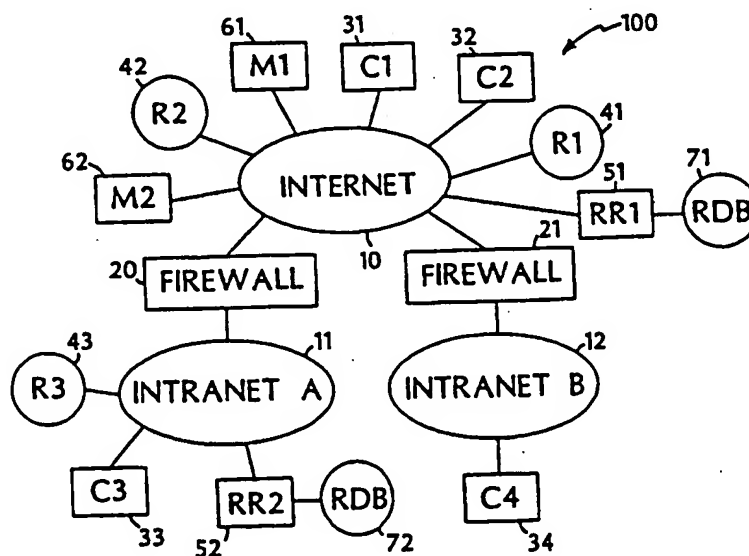 61
31
32
100
42
M1
C1
C2
R2
41
R1
71
62
51
INTERNET
M2
RR1
RDB
10
21
20
FIREWALL
FIREWALL
43
11
12
R3
INTRANET A
INTRANET B
C3
RR2
RDB
C4
33
52
72
34